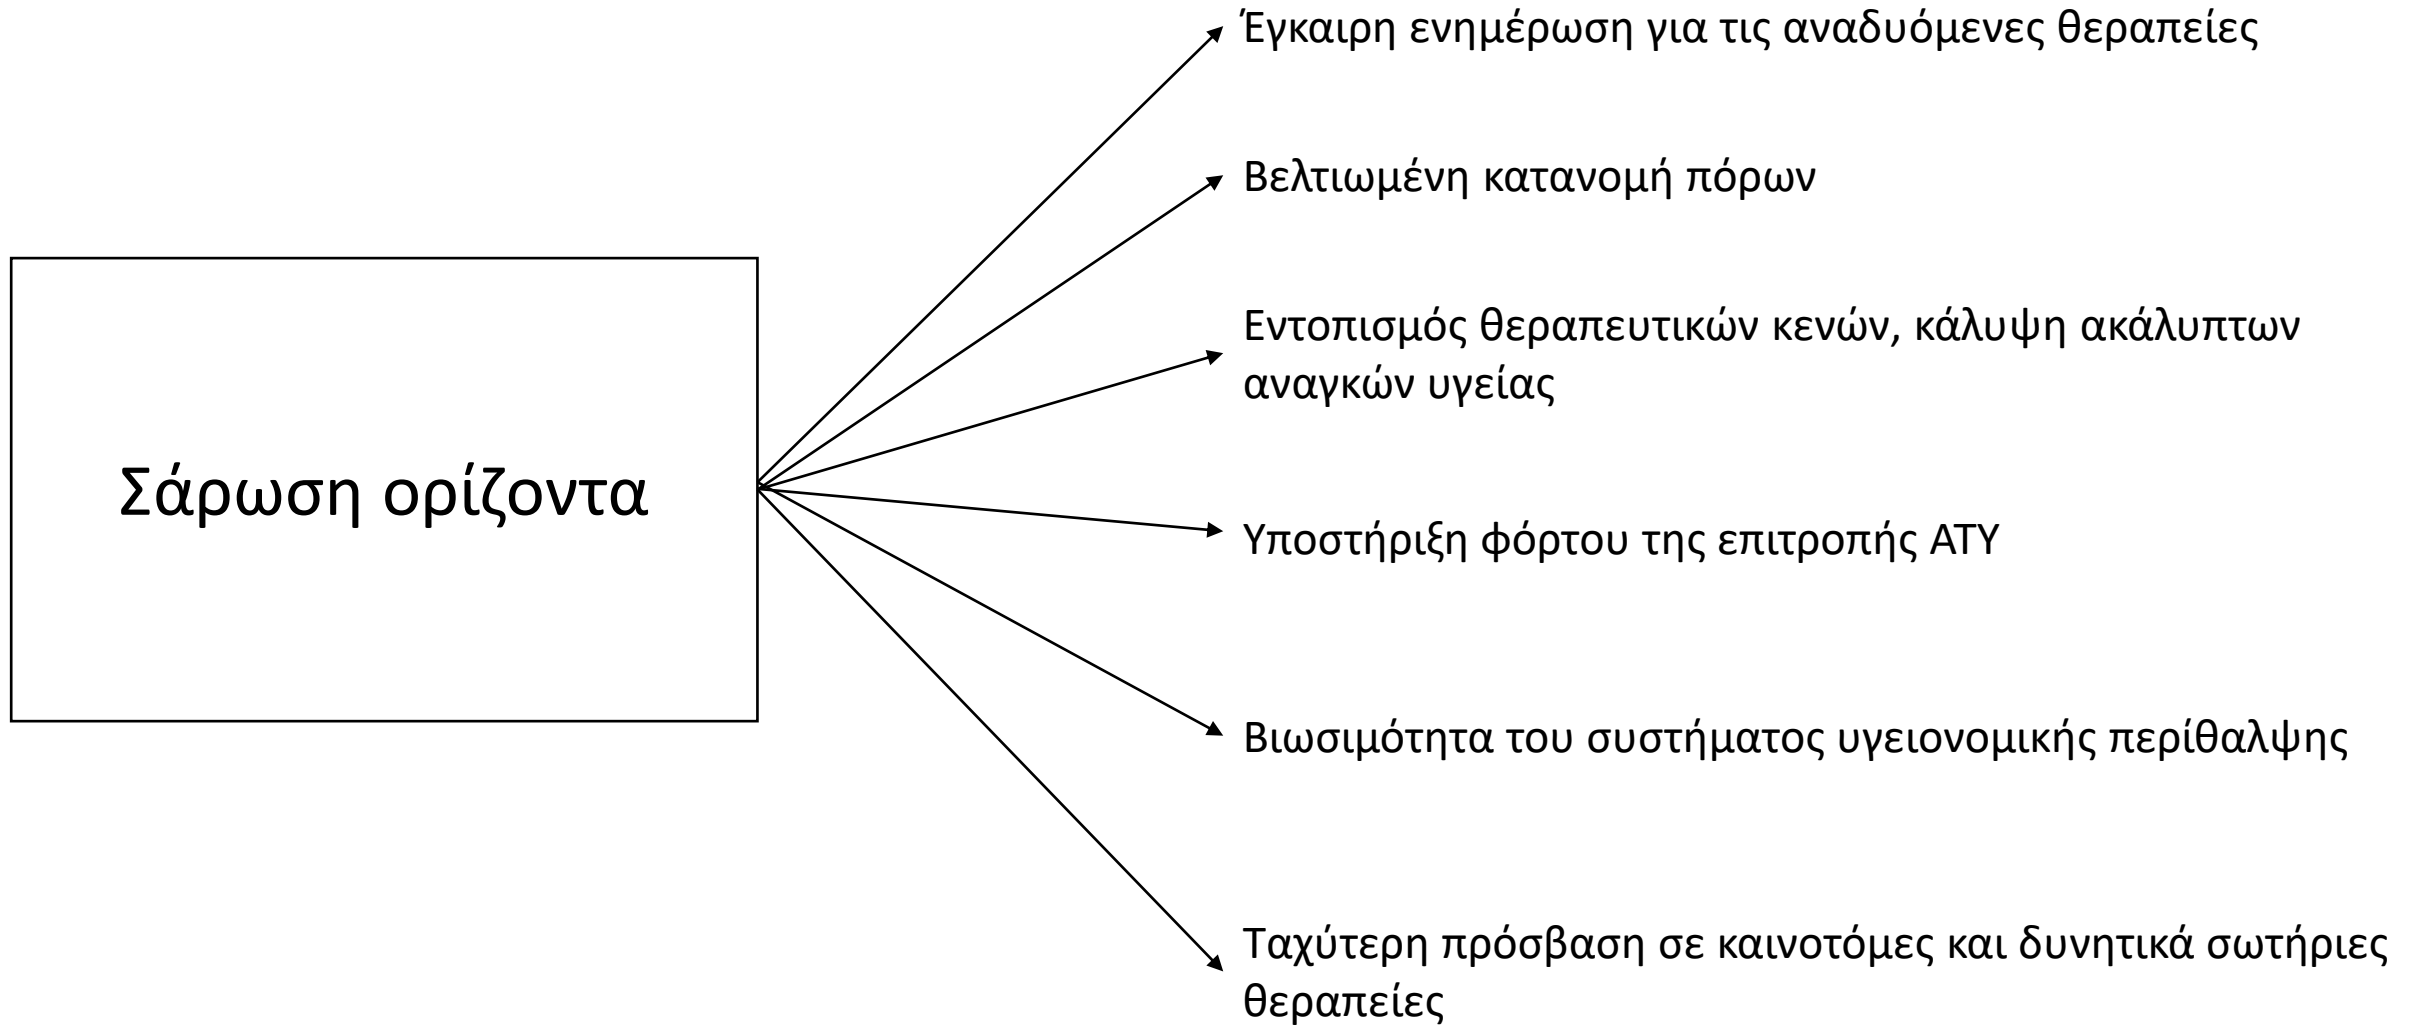 Έγκαιρη ενημέρωση για τις αναδυόμενες θεραπείες
Βελτιωμένη κατανομή πόρων
Εντοπισμός θεραπευτικών κενών, κάλυψη ακάλυπτων
αναγκών υγείας
Σάρωση ορίζοντα
Υποστήριξη φόρτου της επιτροπής ΑΤΥ
Βιωσιμότητα του συστήματος υγειονομικής περίθαλψης
Ταχύτερη πρόσβαση σε καινοτόμες και δυνητικά σωτήριες
θεραπείες